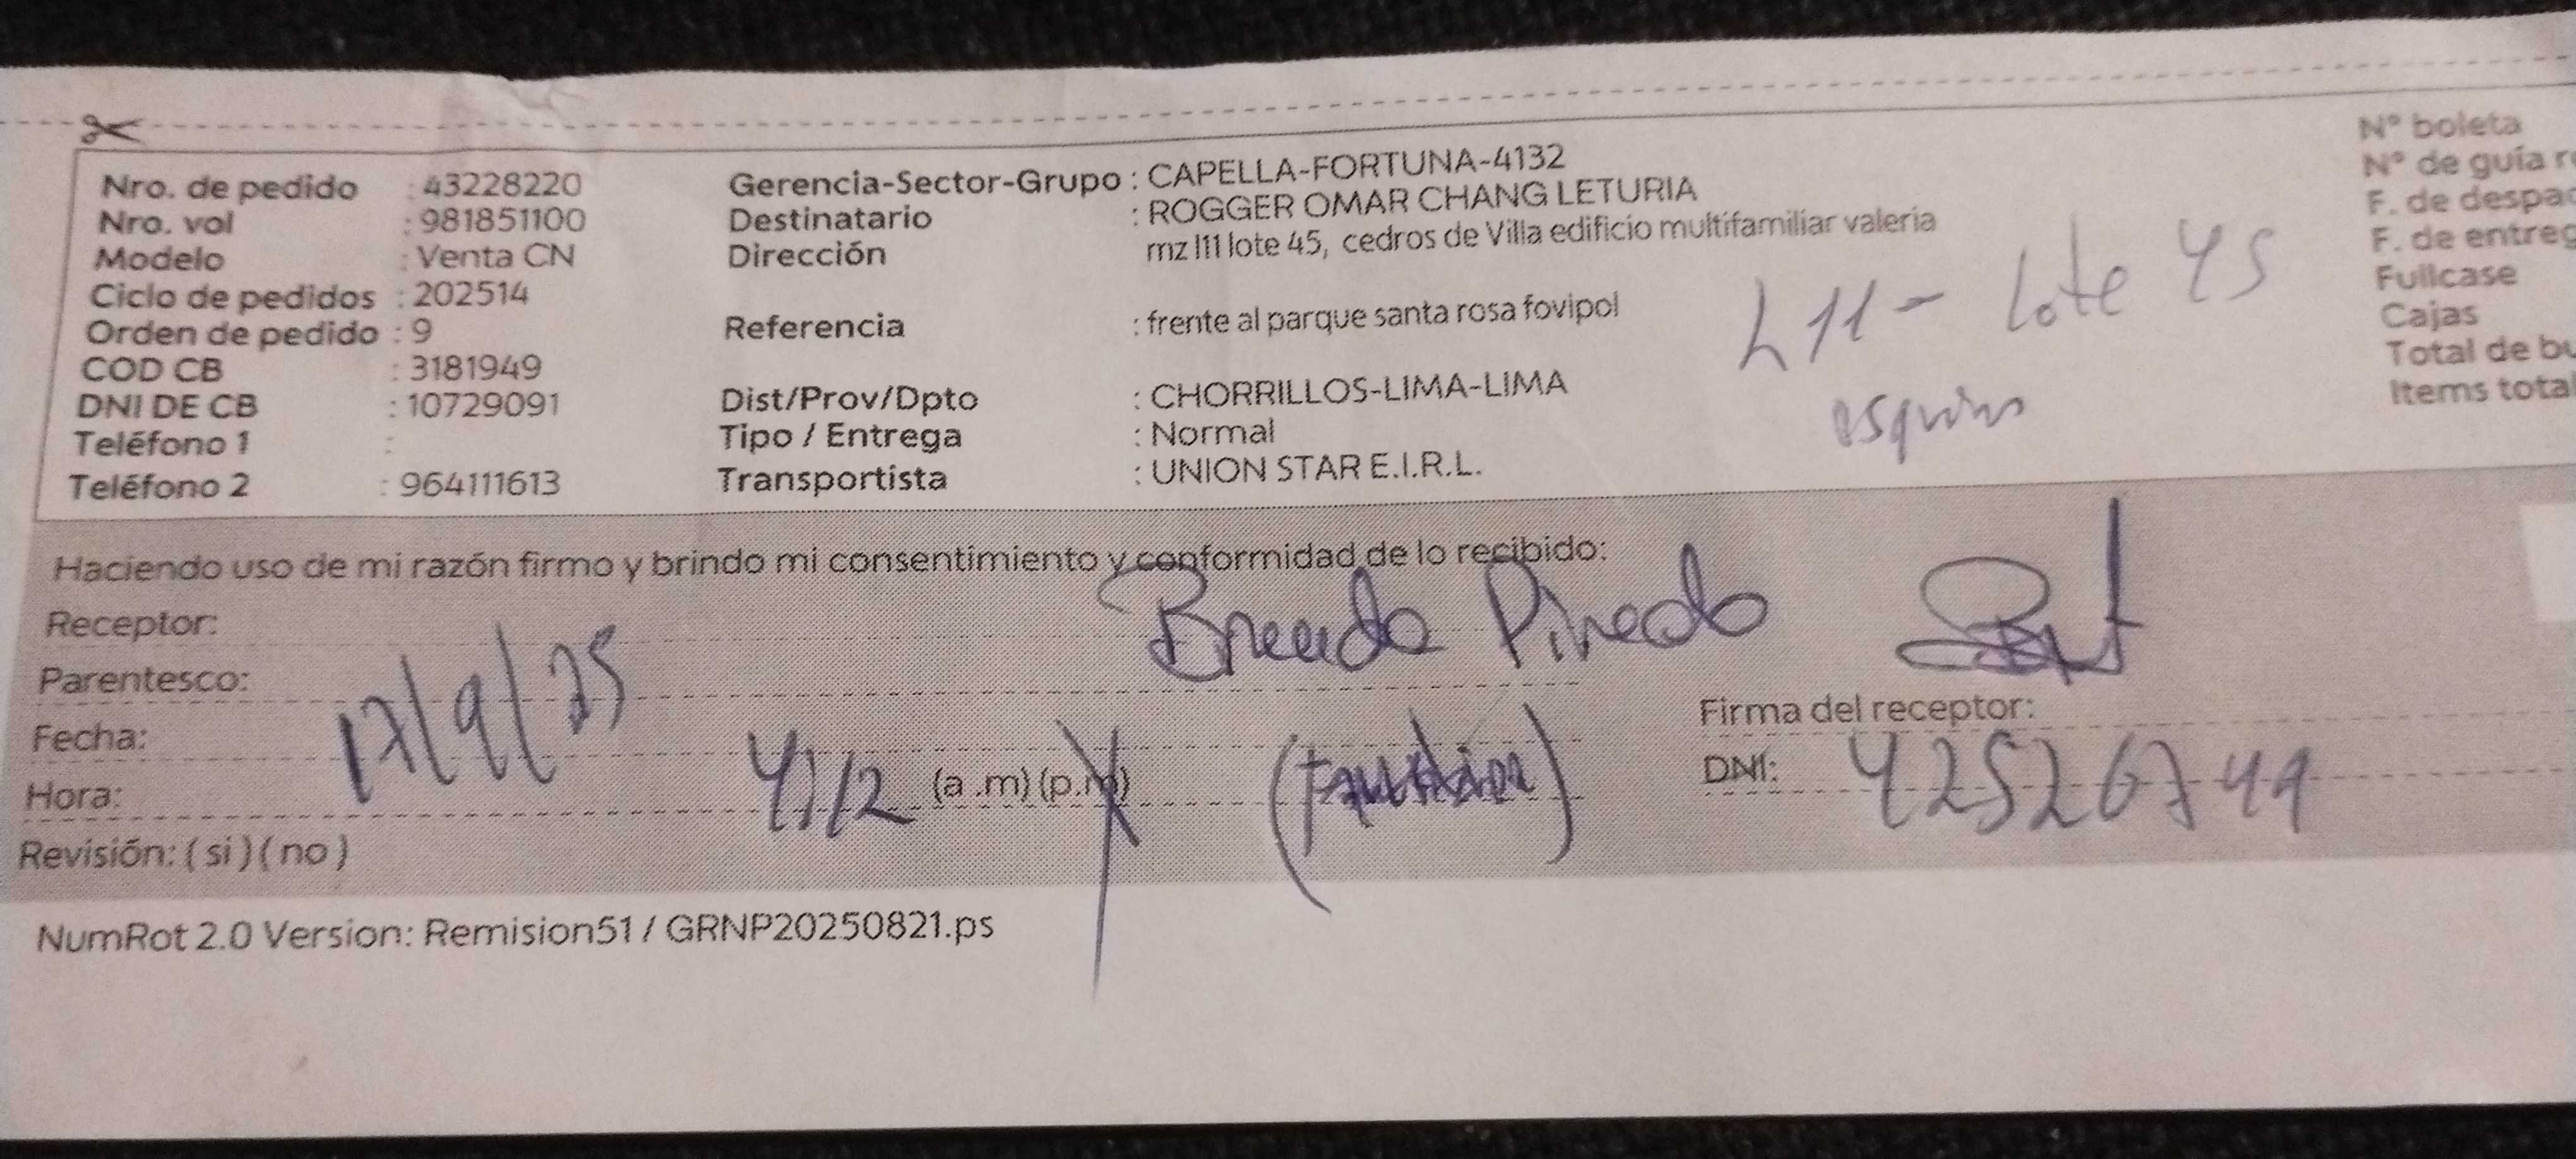 Nro. de pedido : 43228220
Nro. vol : 981851100
Modelo : Venta CN
Ciclo de pedidos : 202514
Orden de pedido : 9
COD CB : 3181949
DNI DE CB : 10729091
Teléfono 1 :
Teléfono 2 : 964111613
Gerencia-Sector-Grupo : CAPELLA-FORTUNA-4132
Destinatario : ROGGER OMAR CHANG LETURIA
Dirección mz l11 lote 45, cedros de Villa edificio multifamiliar valeria
Referencia : frente al parque santa rosa fovipol
Dist/Prov/Dpto : CHORRILLOS-LIMA-LIMA
Tipo / Entrega : Normal
Transportista : UNION STAR E.I.R.L.
L11 - Lote 45
esquina
N° boleta
N° de guía r
F. de despac
F. de entreg
Fullcase
Cajas
Total de bu
Items total
Haciendo uso de mi razón firmo y brindo mi consentimiento y conformidad de lo recibido:
Receptor: Brenda Pinedo
Parentesco:
Fecha: 17/9/25
Hora: (a .m) (p.m)
Revisión: ( si ) ( no )
Firma del receptor:
DNI:
NumRot 2.0 Version: Remision51 / GRNP20250821.ps